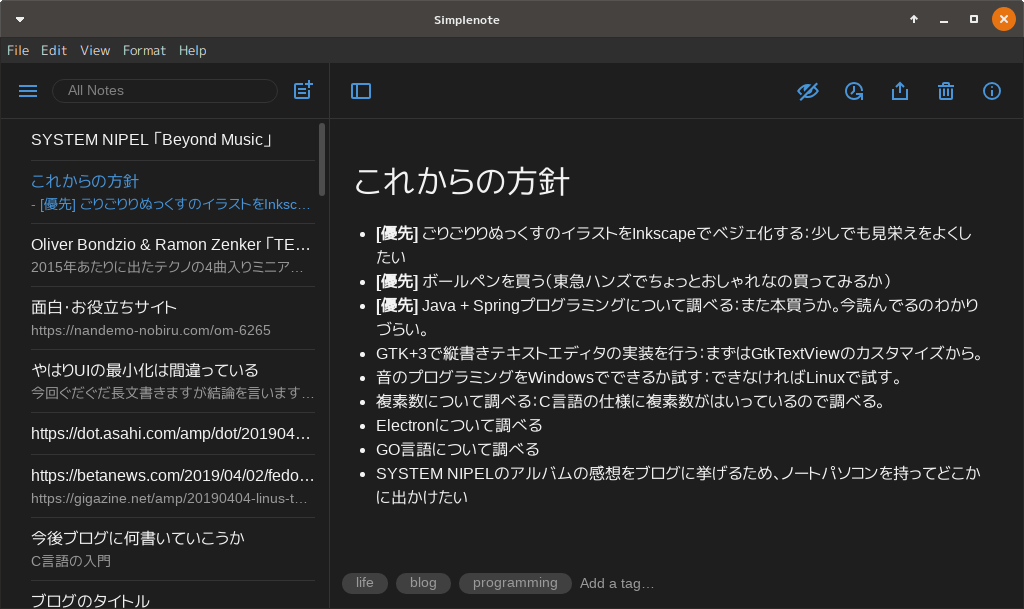 Simplenote
File Edit View Format Help
All Notes
SYSTEM NIPEL「Beyond Music」
これからの方針
- [優先] ごりごりりぬっくすのイラストをInksc…
Oliver Bondzio & Ramon Zenker「TE…
2015年あたりに出たテクノの4曲入りミニア…
面白・お役立ちサイト
https://nandemo-nobiru.com/om-6265
やはりUIの最小化は間違っている
今回ぐだぐだ長文書きますが結論を言います…
https://dot.asahi.com/amp/dot/201904…
https://betanews.com/2019/04/02/fedo…
https://gigazine.net/amp/20190404-linus-t…
今後ブログに何書いていこうか
C言語の入門
ブログのタイトル
これからの方針
[優先] ごりごりりぬっくすのイラストをInkscapeでベジェ化する：少しでも見栄えをよくし
たい
[優先] ボールペンを買う（東急ハンズでちょっとおしゃれなの買ってみるか）
[優先] Java + Springプログラミングについて調べる：また本買うか。今読んでるのわかり
づらい。
GTK+3で縦書きテキストエディタの実装を行う：まずはGtkTextViewのカスタマイズから。
音のプログラミングをWindowsでできるか試す：できなければLinuxで試す。
複素数について調べる：C言語の仕様に複素数がはいっているので調べる。
Electronについて調べる
GO言語について調べる
SYSTEM NIPELのアルバムの感想をブログに挙げるため、ノートパソコンを持ってどこか
に出かけたい
life blog programming Add a tag…